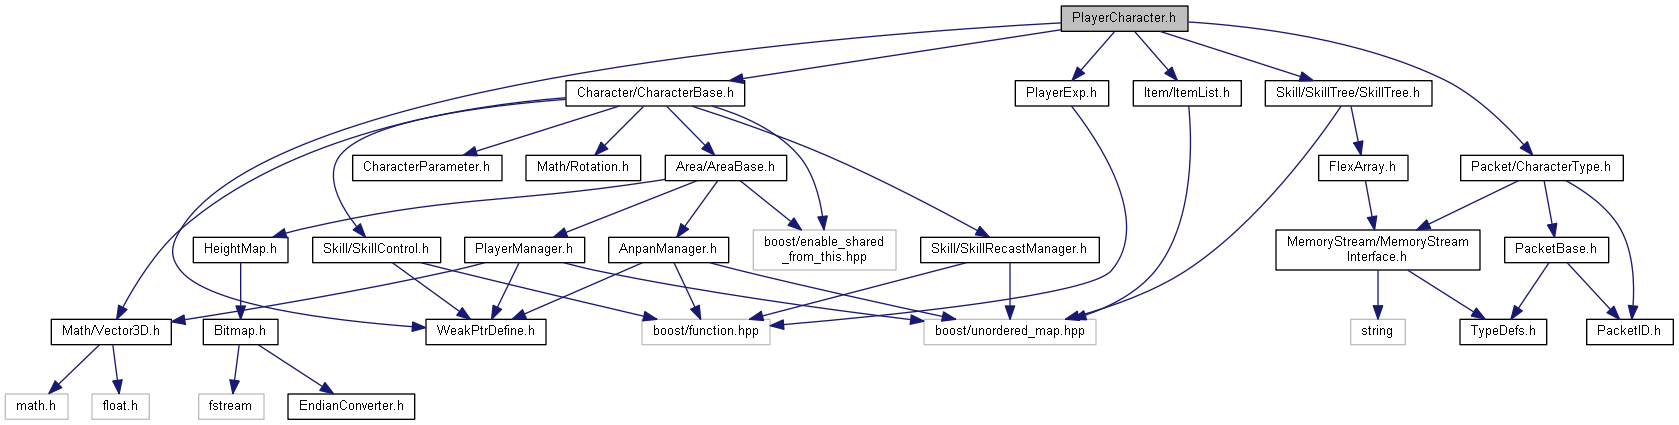 PlayerCharacter.h
Character/CharacterBase.h
PlayerExp.h
Item/ItemList.h
Skill/SkillTree/SkillTree.h
CharacterParameter.h
Math/Rotation.h
Area/AreaBase.h
FlexArray.h
Packet/CharacterType.h
HeightMap.h
Skill/SkillControl.h
PlayerManager.h
AnpanManager.h
boost/enable_shared
_from_this.hpp
Skill/SkillRecastManager.h
MemoryStream/MemoryStream
Interface.h
PacketBase.h
Math/Vector3D.h
Bitmap.h
WeakPtrDefine.h
boost/function.hpp
boost/unordered_map.hpp
string
TypeDefs.h
PacketID.h
math.h
float.h
fstream
EndianConverter.h